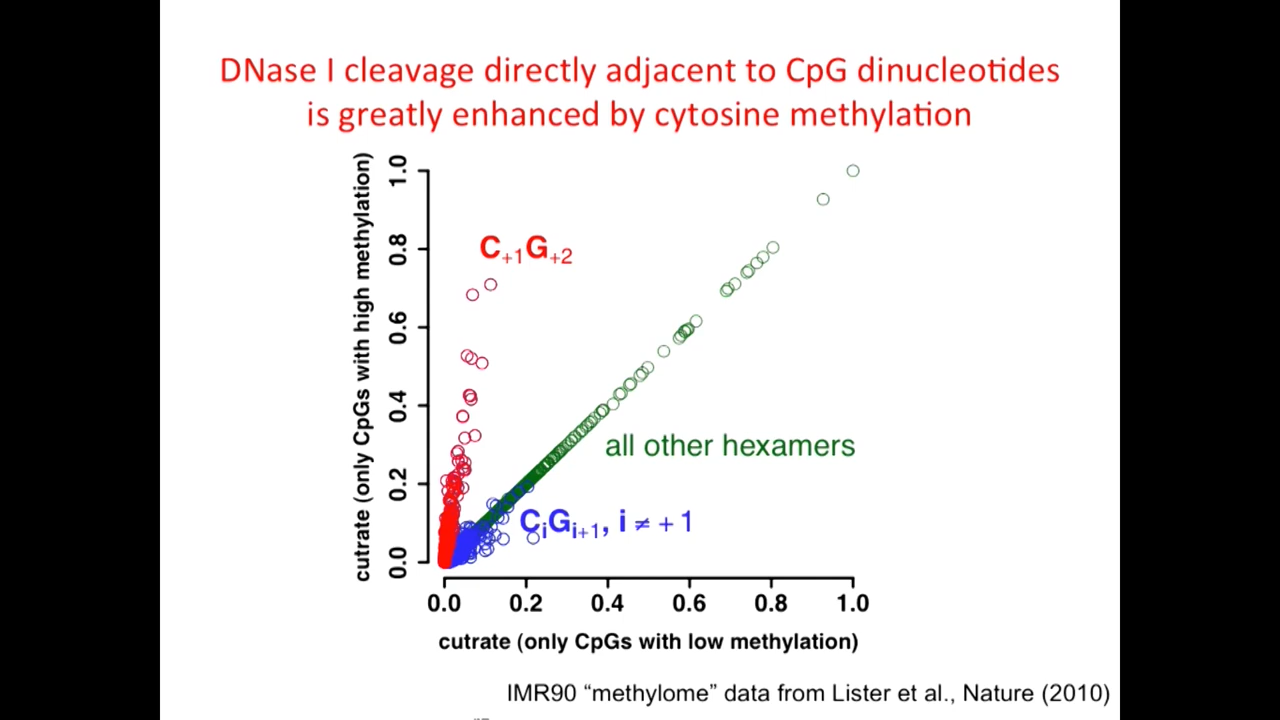 DNase I cleavage directly adjacent to CpG dinucleotides
is greatly enhanced by cytosine methylation
cutrate (only CpGs with high methylation)
1.0
0.8
0.6
0.4
0.2
0.0
C+1G+2
all other hexamers
CiGi+1, i ≠ + 1
0.0 0.2 0.4 0.6 0.8 1.0
cutrate (only CpGs with low methylation)
IMR90 “methylome” data from Lister et al., Nature (2010)